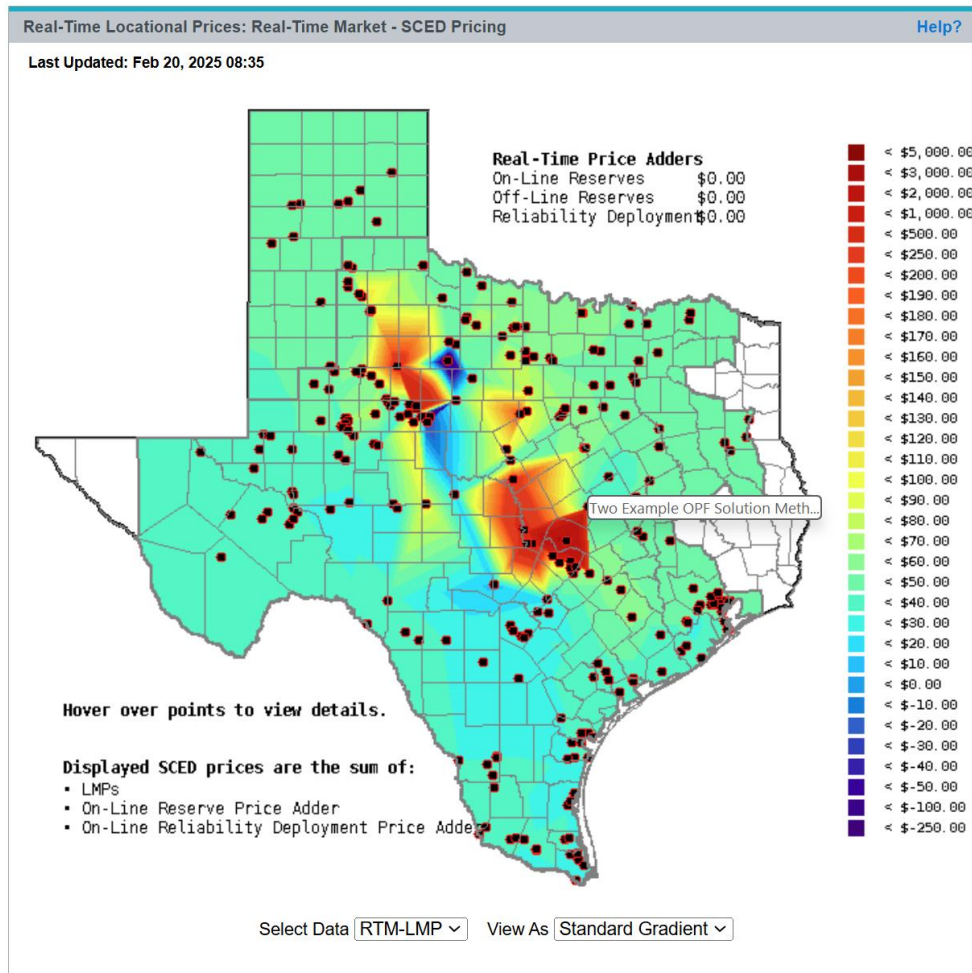 Real-Time Locational Prices: Real-Time Market - SCED Pricing
Help?
Last Updated: Feb 20, 2025 08:35
Real-Time Price Adders
On-Line Reserves $0.00
Off-Line Reserves $0.00
Reliability Deployment $0.00
< $5,000.00
< $3,000.00
< $2,000.00
< $1,000.00
< $500.00
< $250.00
< $200.00
< $190.00
< $180.00
< $170.00
< $160.00
< $150.00
< $140.00
< $130.00
< $120.00
< $110.00
< $100.00
< $90.00
< $80.00
< $70.00
< $60.00
< $50.00
< $40.00
< $30.00
< $20.00
< $10.00
< $0.00
< $-10.00
< $-20.00
< $-30.00
< $-40.00
< $-50.00
< $-100.00
< $-250.00
Two Example OPF Solution Meth...
Hover over points to view details.
Displayed SCED prices are the sum of:
▪ LMPs
▪ On-Line Reserve Price Adder
▪ On-Line Reliability Deployment Price Adde
Select Data RTM-LMP View As Standard Gradient